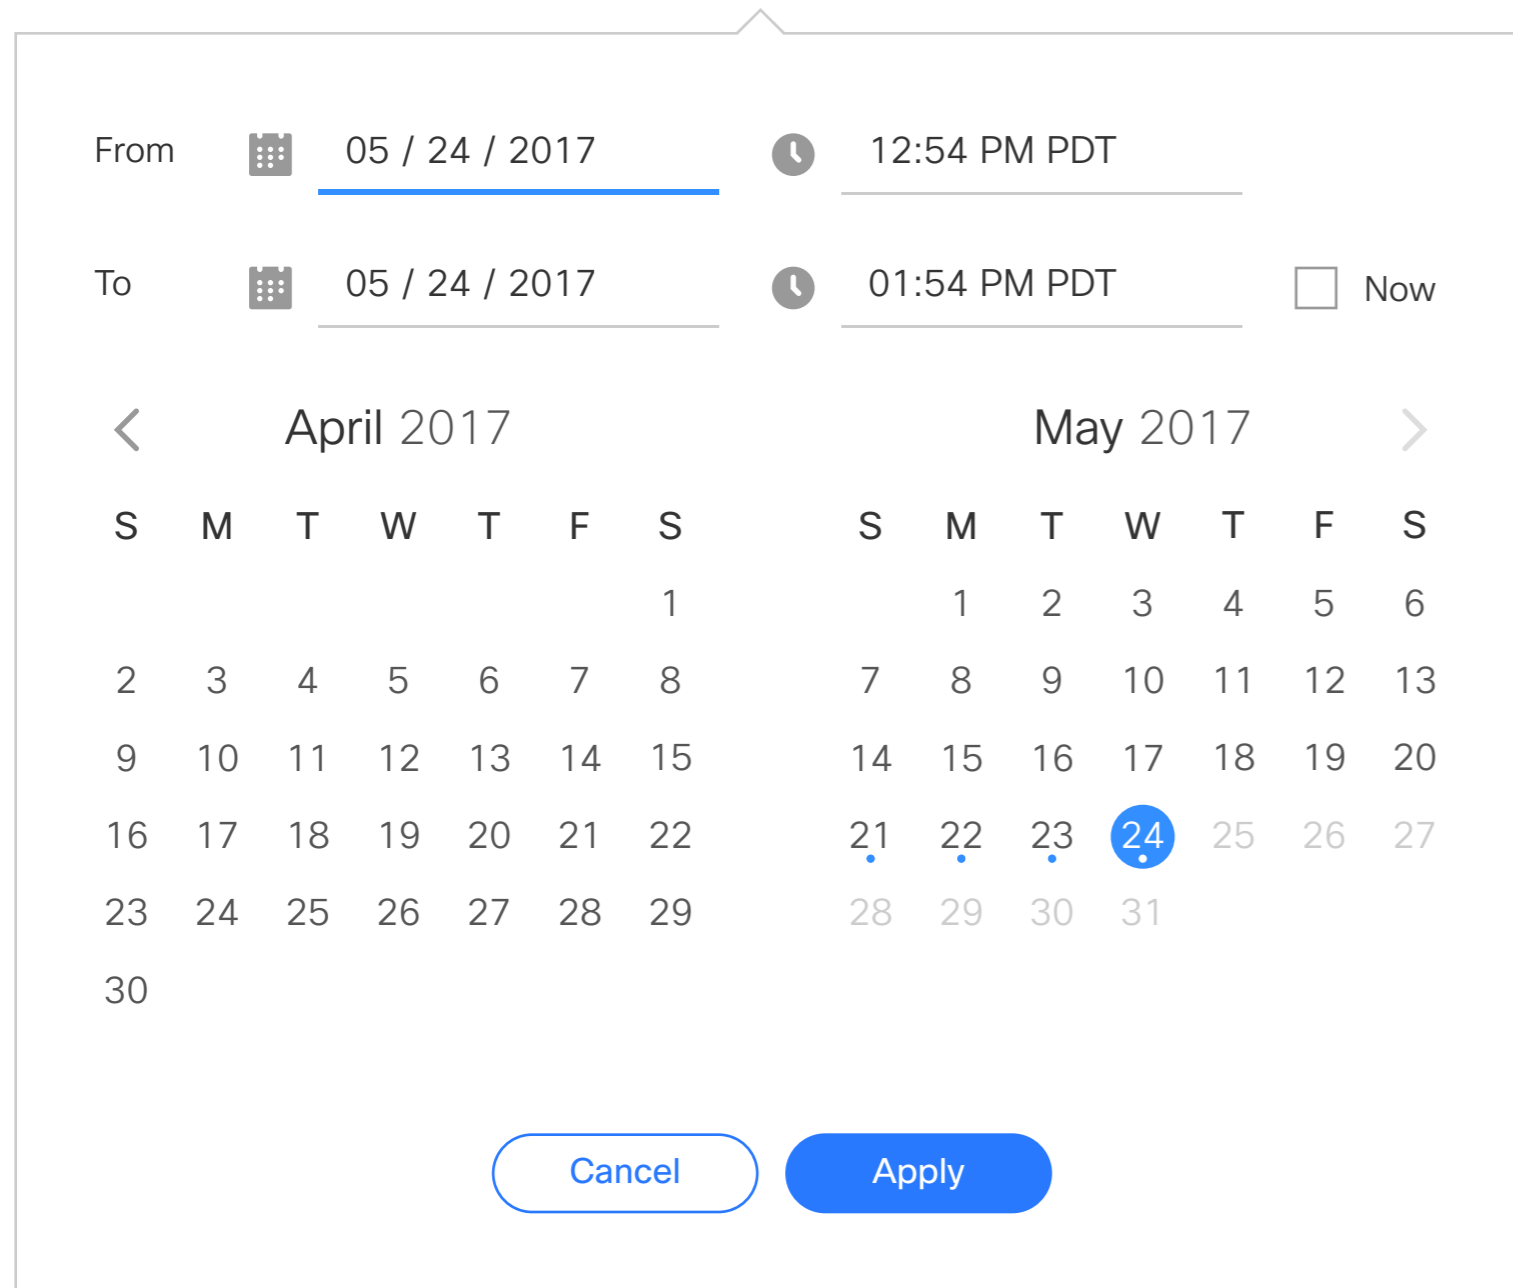 From 05 / 24 / 2017 12:54 PM PDT
To 05 / 24 / 2017 01:54 PM PDT Now
April 2017
S M T W T F S
1
2 3 4 5 6 7 8
9 10 11 12 13 14 15
16 17 18 19 20 21 22
23 24 25 26 27 28 29
30
May 2017
S M T W T F S
1 2 3 4 5 6
7 8 9 10 11 12 13
14 15 16 17 18 19 20
21 22 23 24 25 26 27
28 29 30 31
Cancel Apply